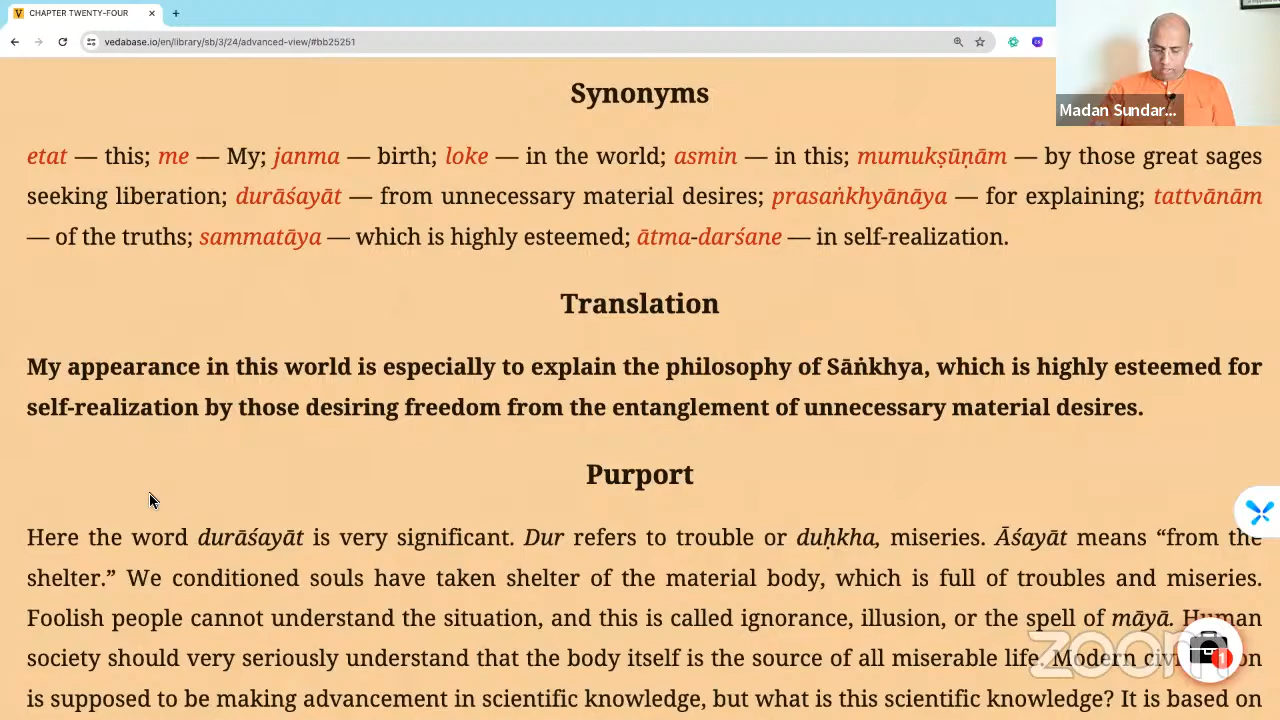 CHAPTER TWENTY-FOUR
vedabase.io/en/library/sb/3/24/advanced-view/#bb25251
Madan Sundar...
Synonyms
etat — this; me — My; janma — birth; loke — in the world; asmin — in this; mumukṣūṇām — by those great sages
seeking liberation; durāśayāt — from unnecessary material desires; prasaṅkhyānāya — for explaining; tattvānām
— of the truths; sammatāya — which is highly esteemed; ātma-darśane — in self-realization.
Translation
My appearance in this world is especially to explain the philosophy of Sāṅkhya, which is highly esteemed for
self-realization by those desiring freedom from the entanglement of unnecessary material desires.
Purport
Here the word durāśayāt is very significant. Dur refers to trouble or duḥkha, miseries. Āśayāt means “from the
shelter.” We conditioned souls have taken shelter of the material body, which is full of troubles and miseries.
Foolish people cannot understand the situation, and this is called ignorance, illusion, or the spell of māyā. Human
society should very seriously understand that the body itself is the source of all miserable life. Modern
is supposed to be making advancement in scientific knowledge, but what is this scientific knowledge? It is based on
zoom
1